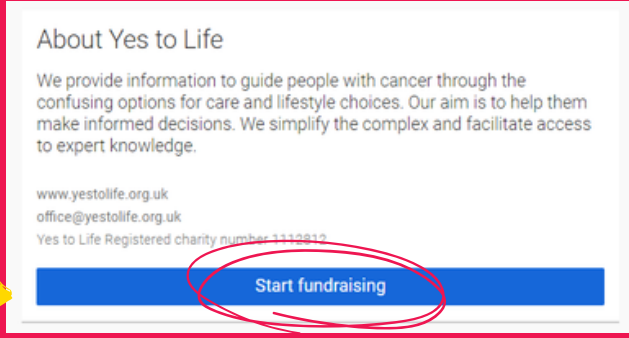 About Yes to Life
We provide information to guide people with cancer through the
confusing options for care and lifestyle choices. Our aim is to help them
make informed decisions. We simplify the complex and facilitate access
to expert knowledge.
www.yestolife.org.uk
office@yestolife.org.uk
Yes to Life Registered charity number 1112812
Start fundraising